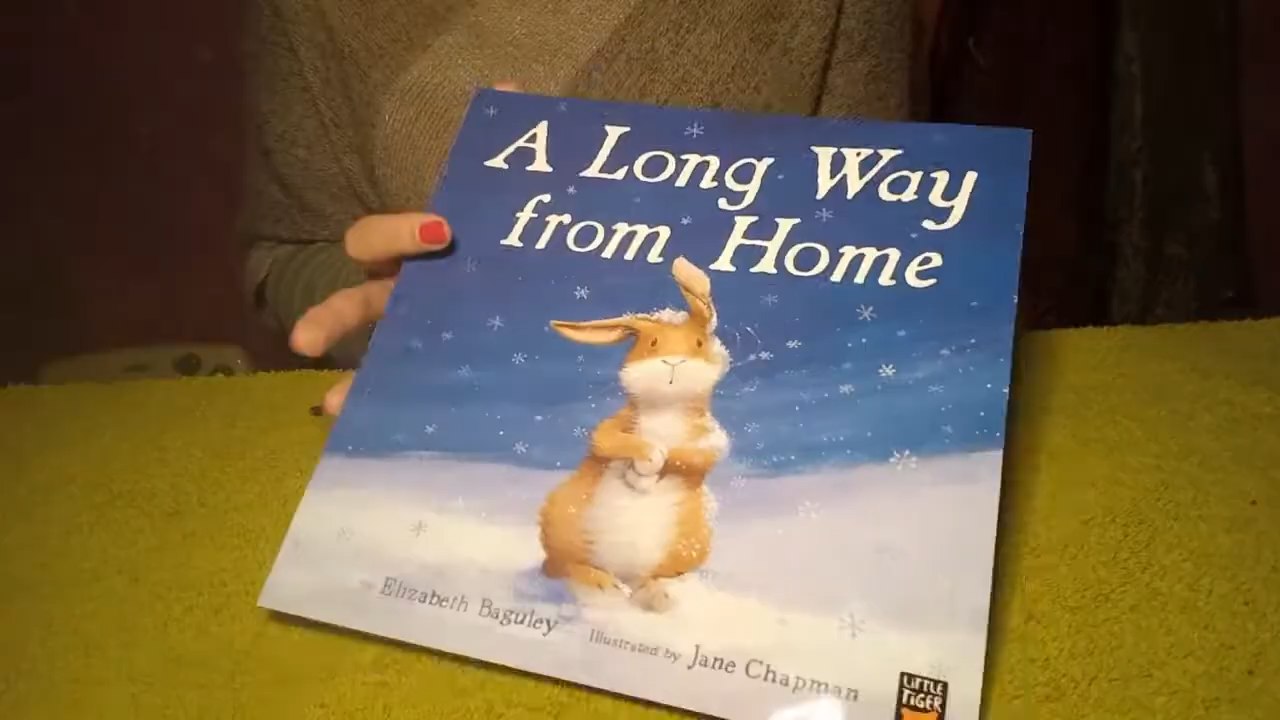 A Long Way
from Home
Elizabeth Baguley
Illustrated by Jane Chapman
LiTTLE
TiGER